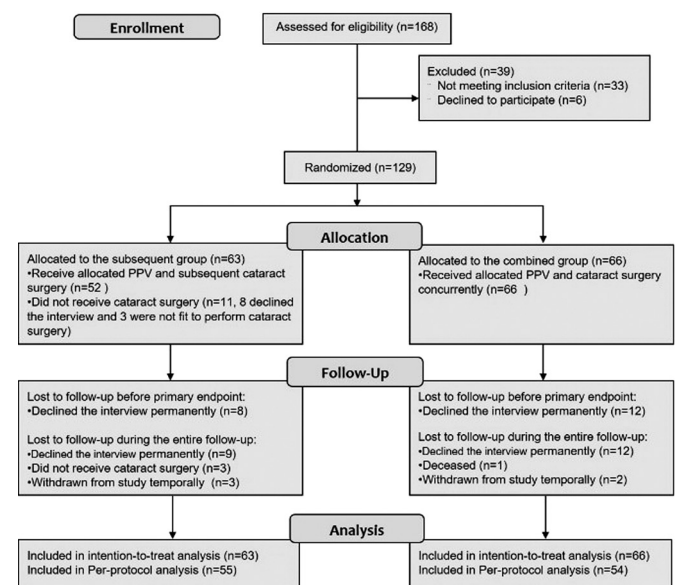 Enrollment
Assessed for eligibility (n=168)
Excluded (n=39)
- Not meeting inclusion criteria (n=33)
- Declined to participate (n=6)
Randomized (n=129)
Allocation
Allocated to the subsequent group (n=63)
•Receive allocated PPV and subsequent cataract
surgery (n=52 )
•Did not receive cataract surgery (n=11, 8 declined
the interview and 3 were not fit to perform cataract
surgery)
Allocated to the combined group (n=66)
•Received allocated PPV and cataract surgery
concurrently (n=66 )
Follow-Up
Lost to follow-up before primary endpoint:
•Declined the interview permanently (n=8)
Lost to follow-up during the entire follow-up:
•Declined the interview permanently (n=9)
•Did not receive cataract surgery (n=3)
•Withdrawn from study temporally (n=3)
Lost to follow-up before primary endpoint:
•Declined the interview permanently (n=12)
Lost to follow-up during the entire follow-up:
•Declined the interview permanently (n=12)
•Deceased (n=1)
•Withdrawn from study temporally (n=2)
Analysis
Included in intention-to-treat analysis (n=63)
Included in Per-protocol analysis (n=55)
Included in intention-to-treat analysis (n=66)
Included in Per-protocol analysis (n=54)